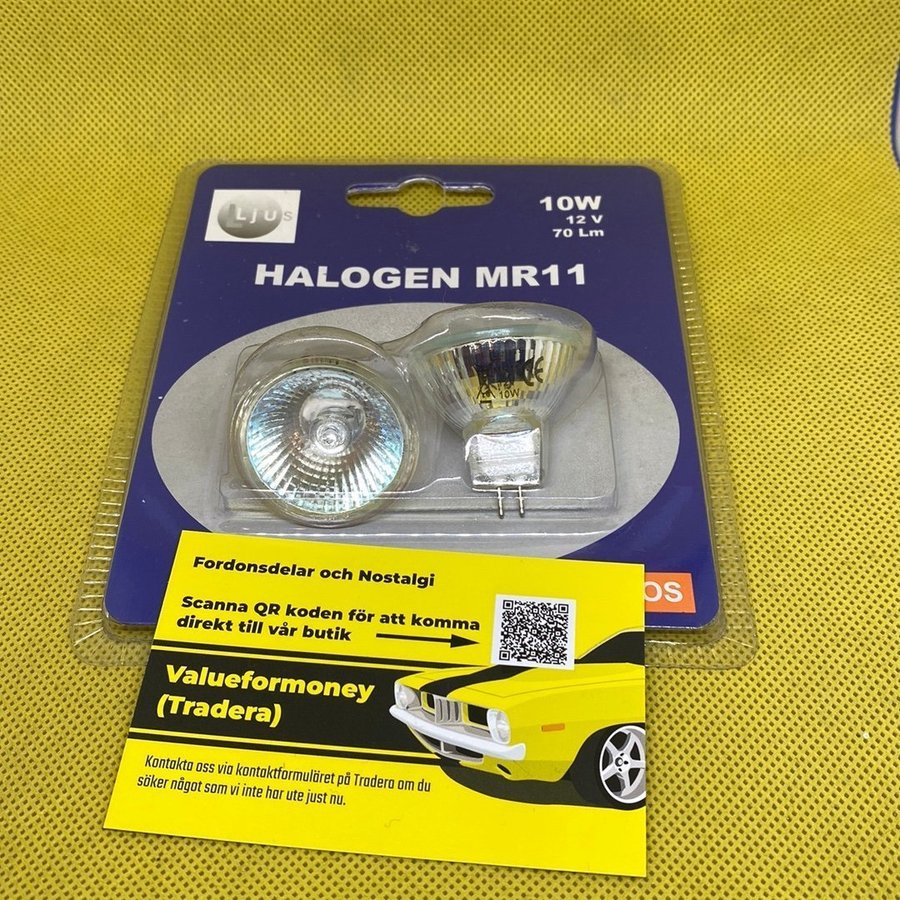 Ljus
10W
12 V
70 Lm
HALOGEN MR11
CE
10W
OS
Fordonsdelar och Nostalgi
Scanna QR koden för att komma
direkt till vår butik
Valueformoney
(Tradera)
Kontakta oss via kontaktformuläret på Tradera om du
söker något som vi inte har ute just nu.